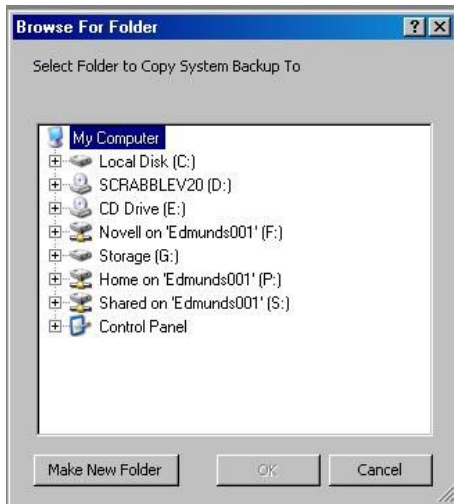 Browse For Folder
Select Folder to Copy System Backup To
My Computer
Local Disk (C:)
SCRABBLEV20 (D:)
CD Drive (E:)
Novell on 'Edmunds001' (F:)
Storage (G:)
Home on 'Edmunds001' (P:)
Shared on 'Edmunds001' (S:)
Control Panel
Make New Folder OK Cancel